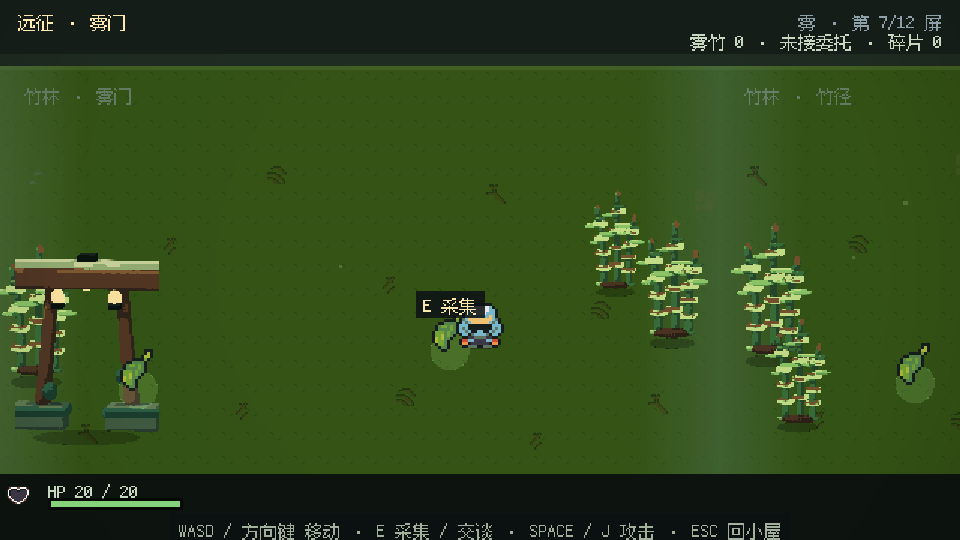 远征 · 雾门
雾 · 第 7/12 屏
雾竹 0 · 未接委托 · 碎片 0
竹林 · 雾门
竹林 · 竹径
E 采集
HP 20 / 20
WASD / 方向键 移动 · E 采集 / 交谈 · SPACE / J 攻击 · ESC 回小屋